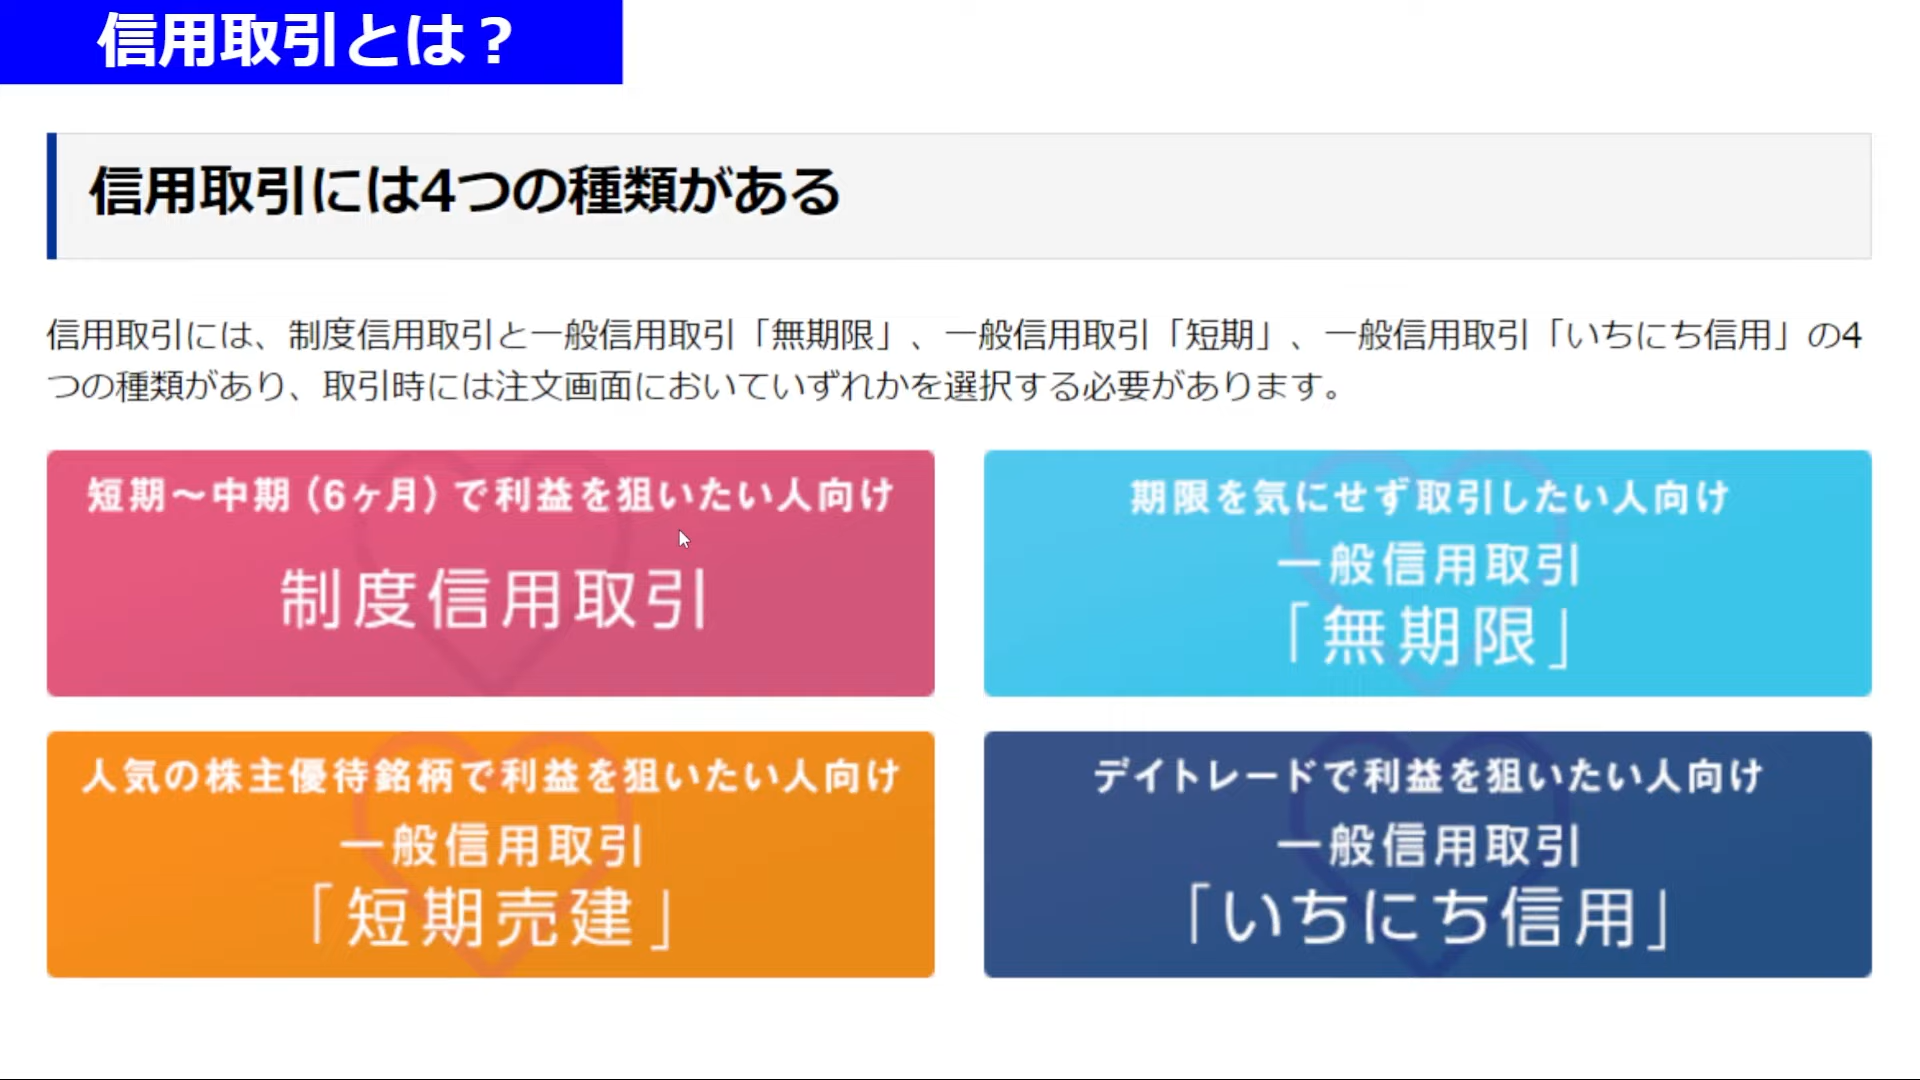 信用取引とは？
信用取引には4つの種類がある
信用取引には、制度信用取引と一般信用取引「無期限」、一般信用取引「短期」、一般信用取引「いちにち信用」の4
つの種類があり、取引時には注文画面においていずれかを選択する必要があります。
短期～中期（6ヶ月）で利益を狙いたい人向け
制度信用取引
期限を気にせず取引したい人向け
一般信用取引
「無期限」
人気の株主優待銘柄で利益を狙いたい人向け
一般信用取引
「短期売建」
デイトレードで利益を狙いたい人向け
一般信用取引
「いちにち信用」